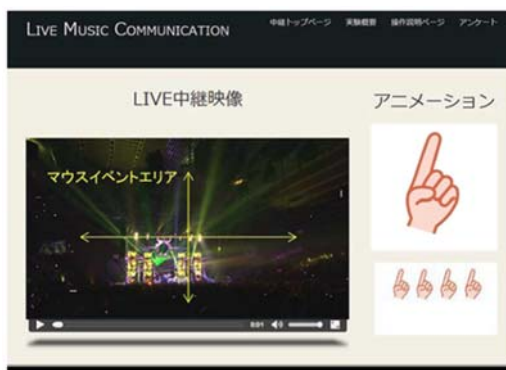 LIVE MUSIC COMMUNICATION
中継トップページ 実験概要 操作説明ページ アンケート
LIVE中継映像
アニメーション
マウスイベントエリア